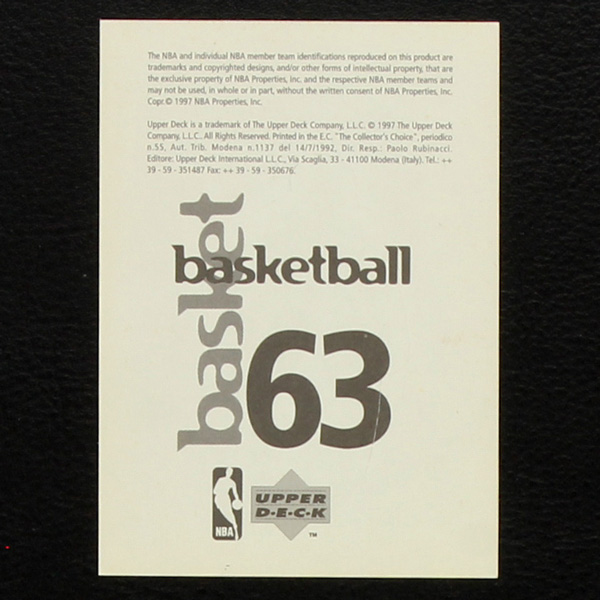 The NBA and individual NBA member team identifications reproduced on this product are
trademarks and copyrighted designs, and/or other forms of intellectual property, that are
the exclusive property of NBA Properties, Inc. and the respective NBA member teams and
may not be used, in whole or in part, without the written consent of NBA Properties, Inc.
Copr.© 1997 NBA Properties, Inc.
Upper Deck is a trademark of The Upper Deck Company, L.L.C. © 1997 The Upper Deck
Company, L.L.C.. All Rights Reserved. Printed in the E.C. "The Collector's Choice", periodico
n.55, Aut. Trib. Modena n.1137 del 14/7/1992, Dir. Resp.: Paolo Rubinacci.
Editore: Upper Deck International L.L.C., Via Scaglia, 33 - 41100 Modena (Italy). Tel.: ++
39 - 59 - 351487 Fax: ++ 39 - 59 - 350676.
basket
basketball
63
NBA
UPPER
D·E·C·K
™